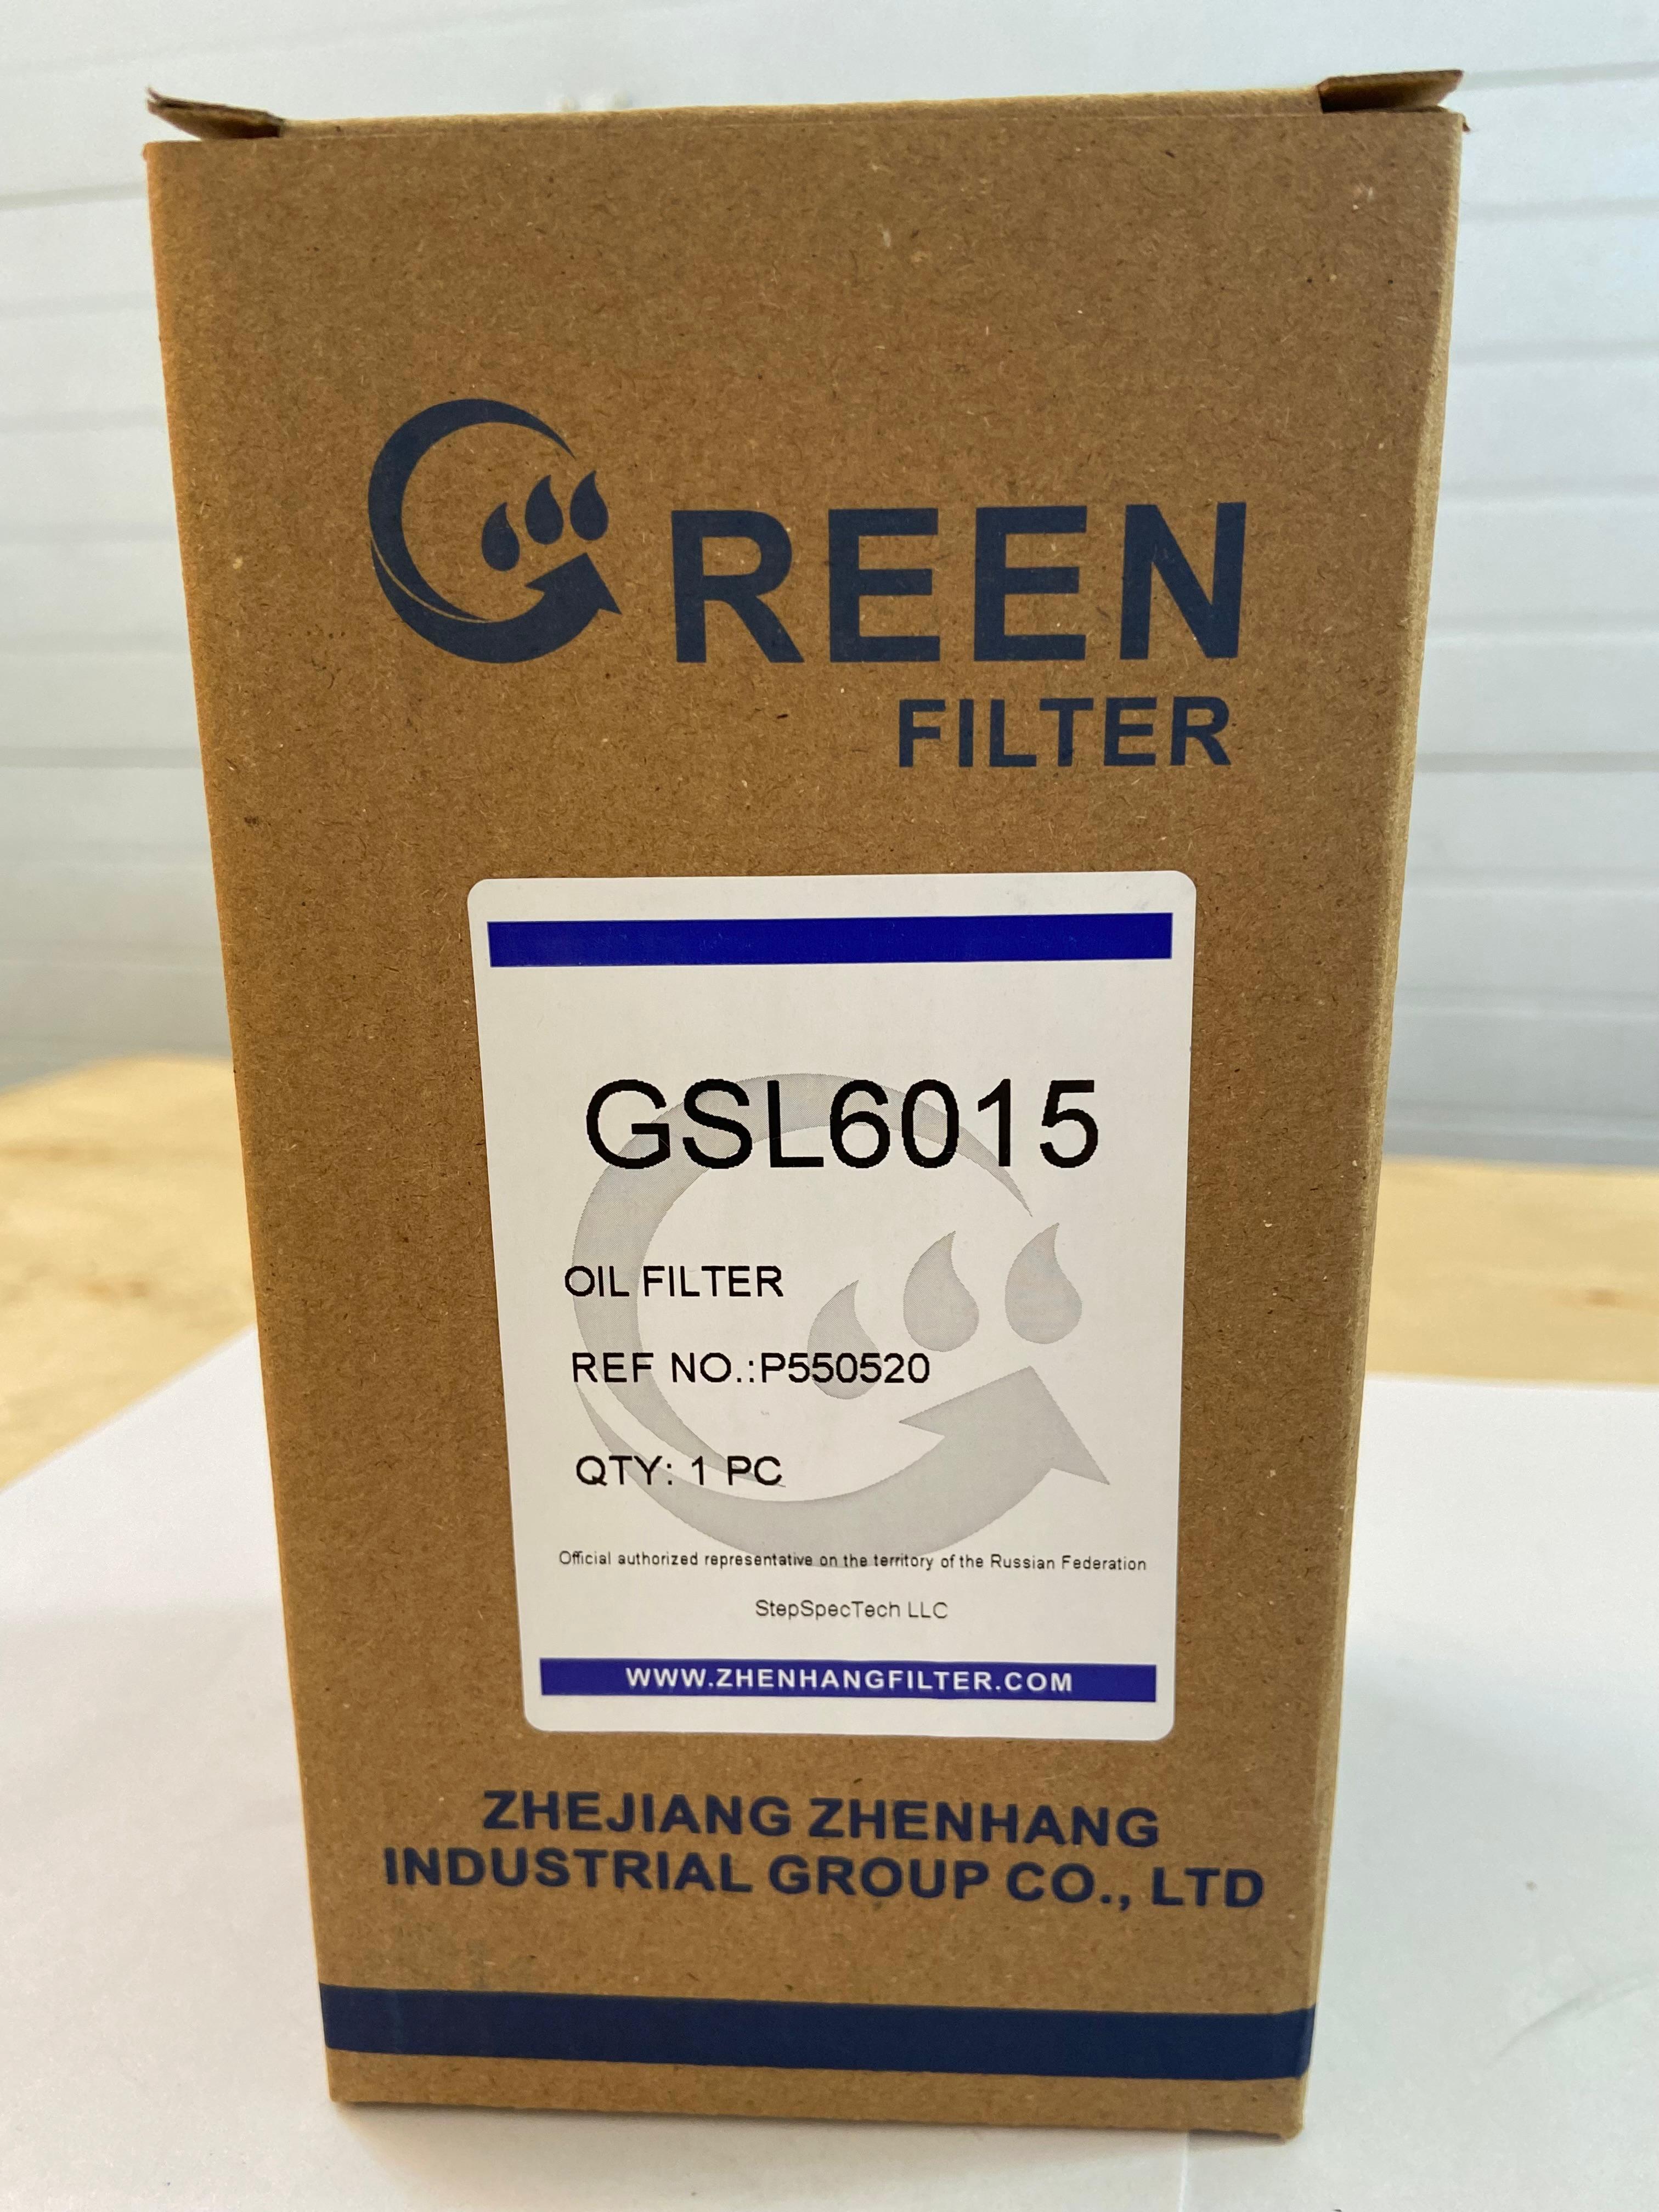 GREEN
FILTER
GSL6015
OIL FILTER
REF NO.:P550520
QTY: 1 PC
Official authorized representative on the territory of the Russian Federation
StepSpecTech LLC
WWW.ZHENHANGFILTER.COM
ZHEJIANG ZHENHANG
INDUSTRIAL GROUP CO., LTD